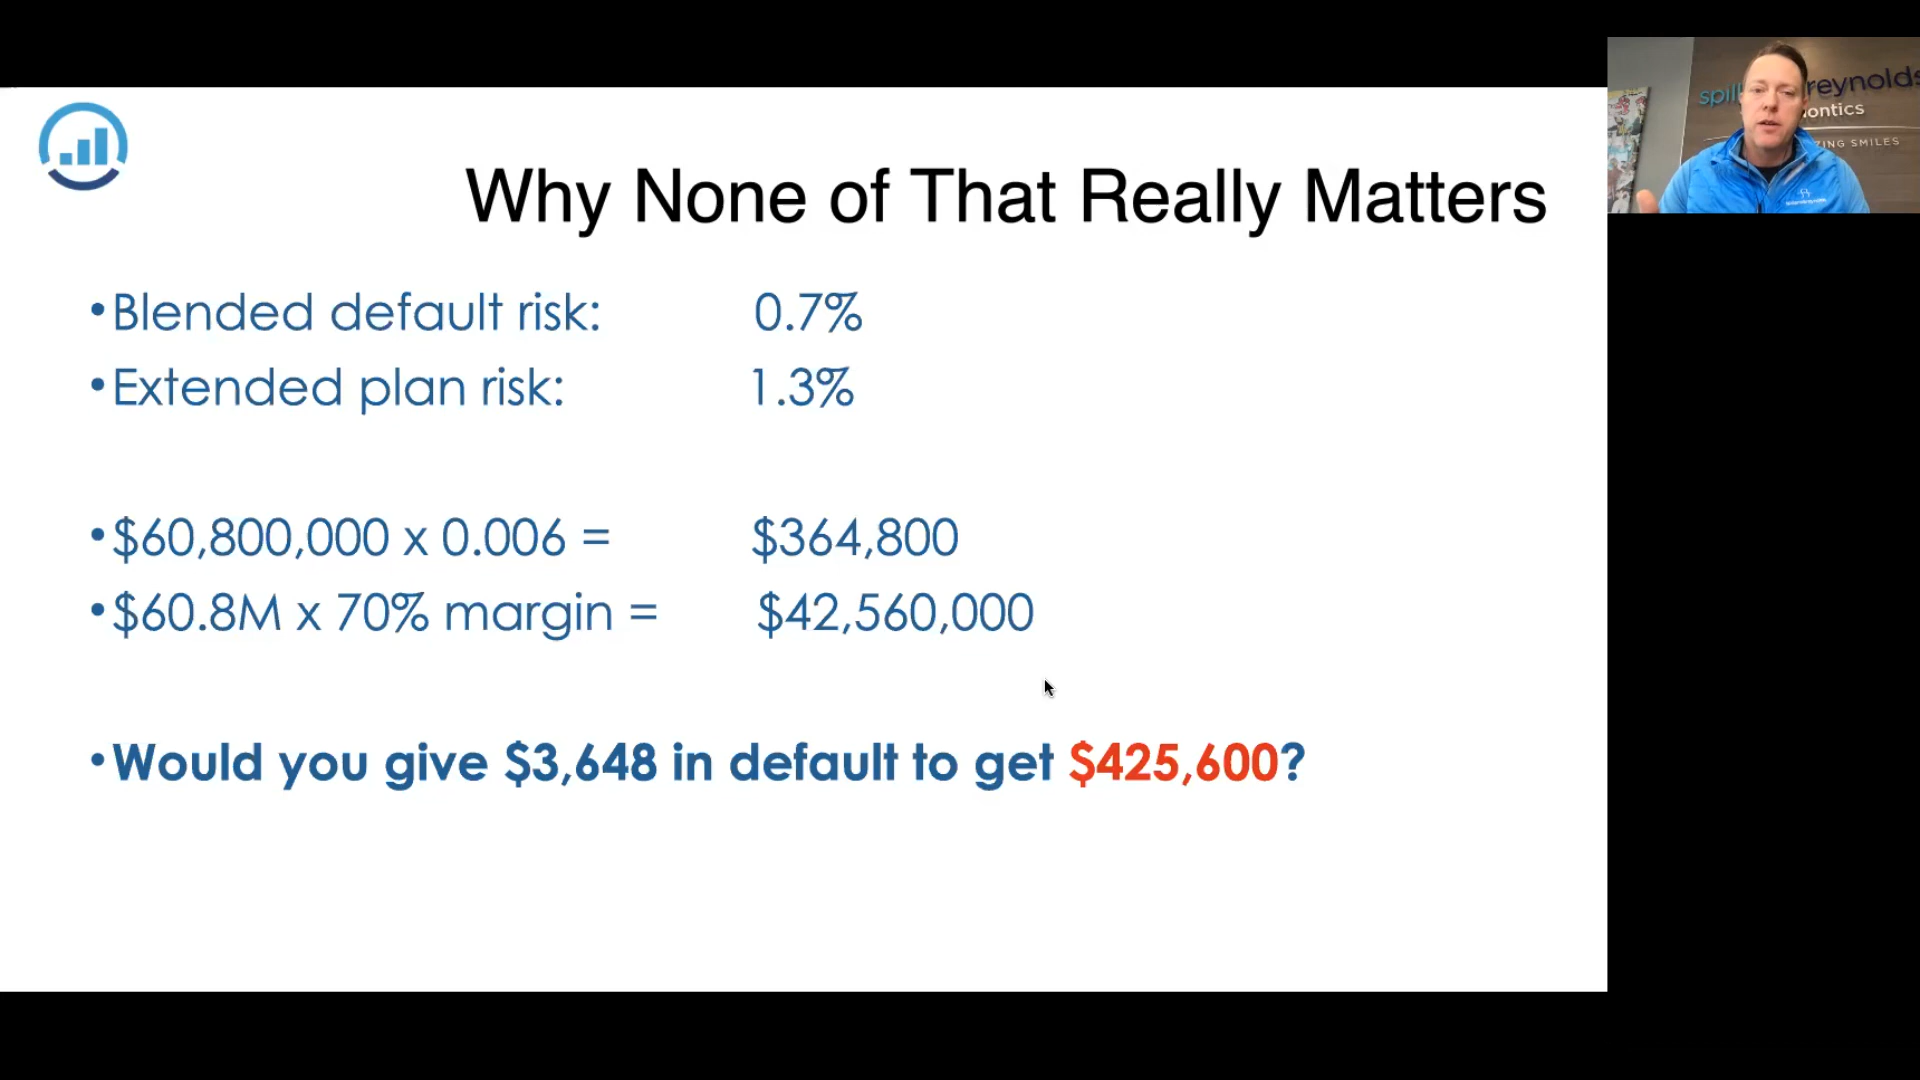 Why None of That Really Matters
•Blended default risk: 0.7%
•Extended plan risk: 1.3%
•$60,800,000 x 0.006 = $364,800
•$60.8M x 70% margin = $42,560,000
•Would you give $3,648 in default to get $425,600?
reynolds
ZING SMILES